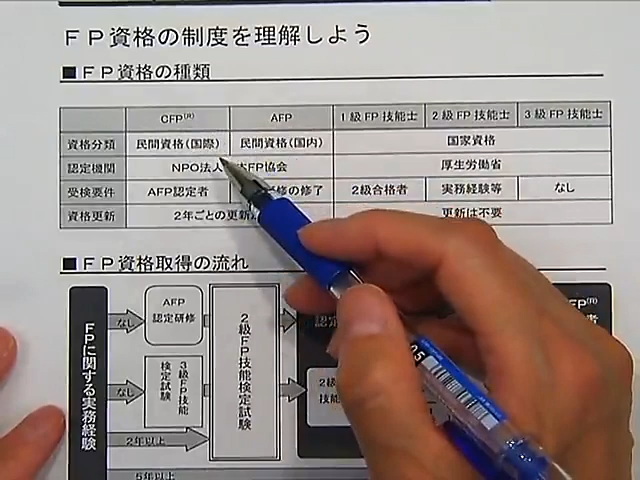 FP資格の制度を理解しよう
■FP資格の種類
CFP(R) AFP 1級FP技能士 2級FP技能士 3級FP技能士
資格分類 民間資格(国際) 民間資格(国内) 国家資格
認定機関 NPO法人 FP協会 厚生労働省
受検要件 AFP認定者 修の修了 2級合格者 実務経験等 なし
資格更新 2年ごとの更新 更新は不要
■FP資格取得の流れ
FPに関する実務経験
なし
AFP
認定研修
2級FP技能検定試験
なし
3級FP技能
検定試験
2級
技能
2年以上
5年以上
(R)